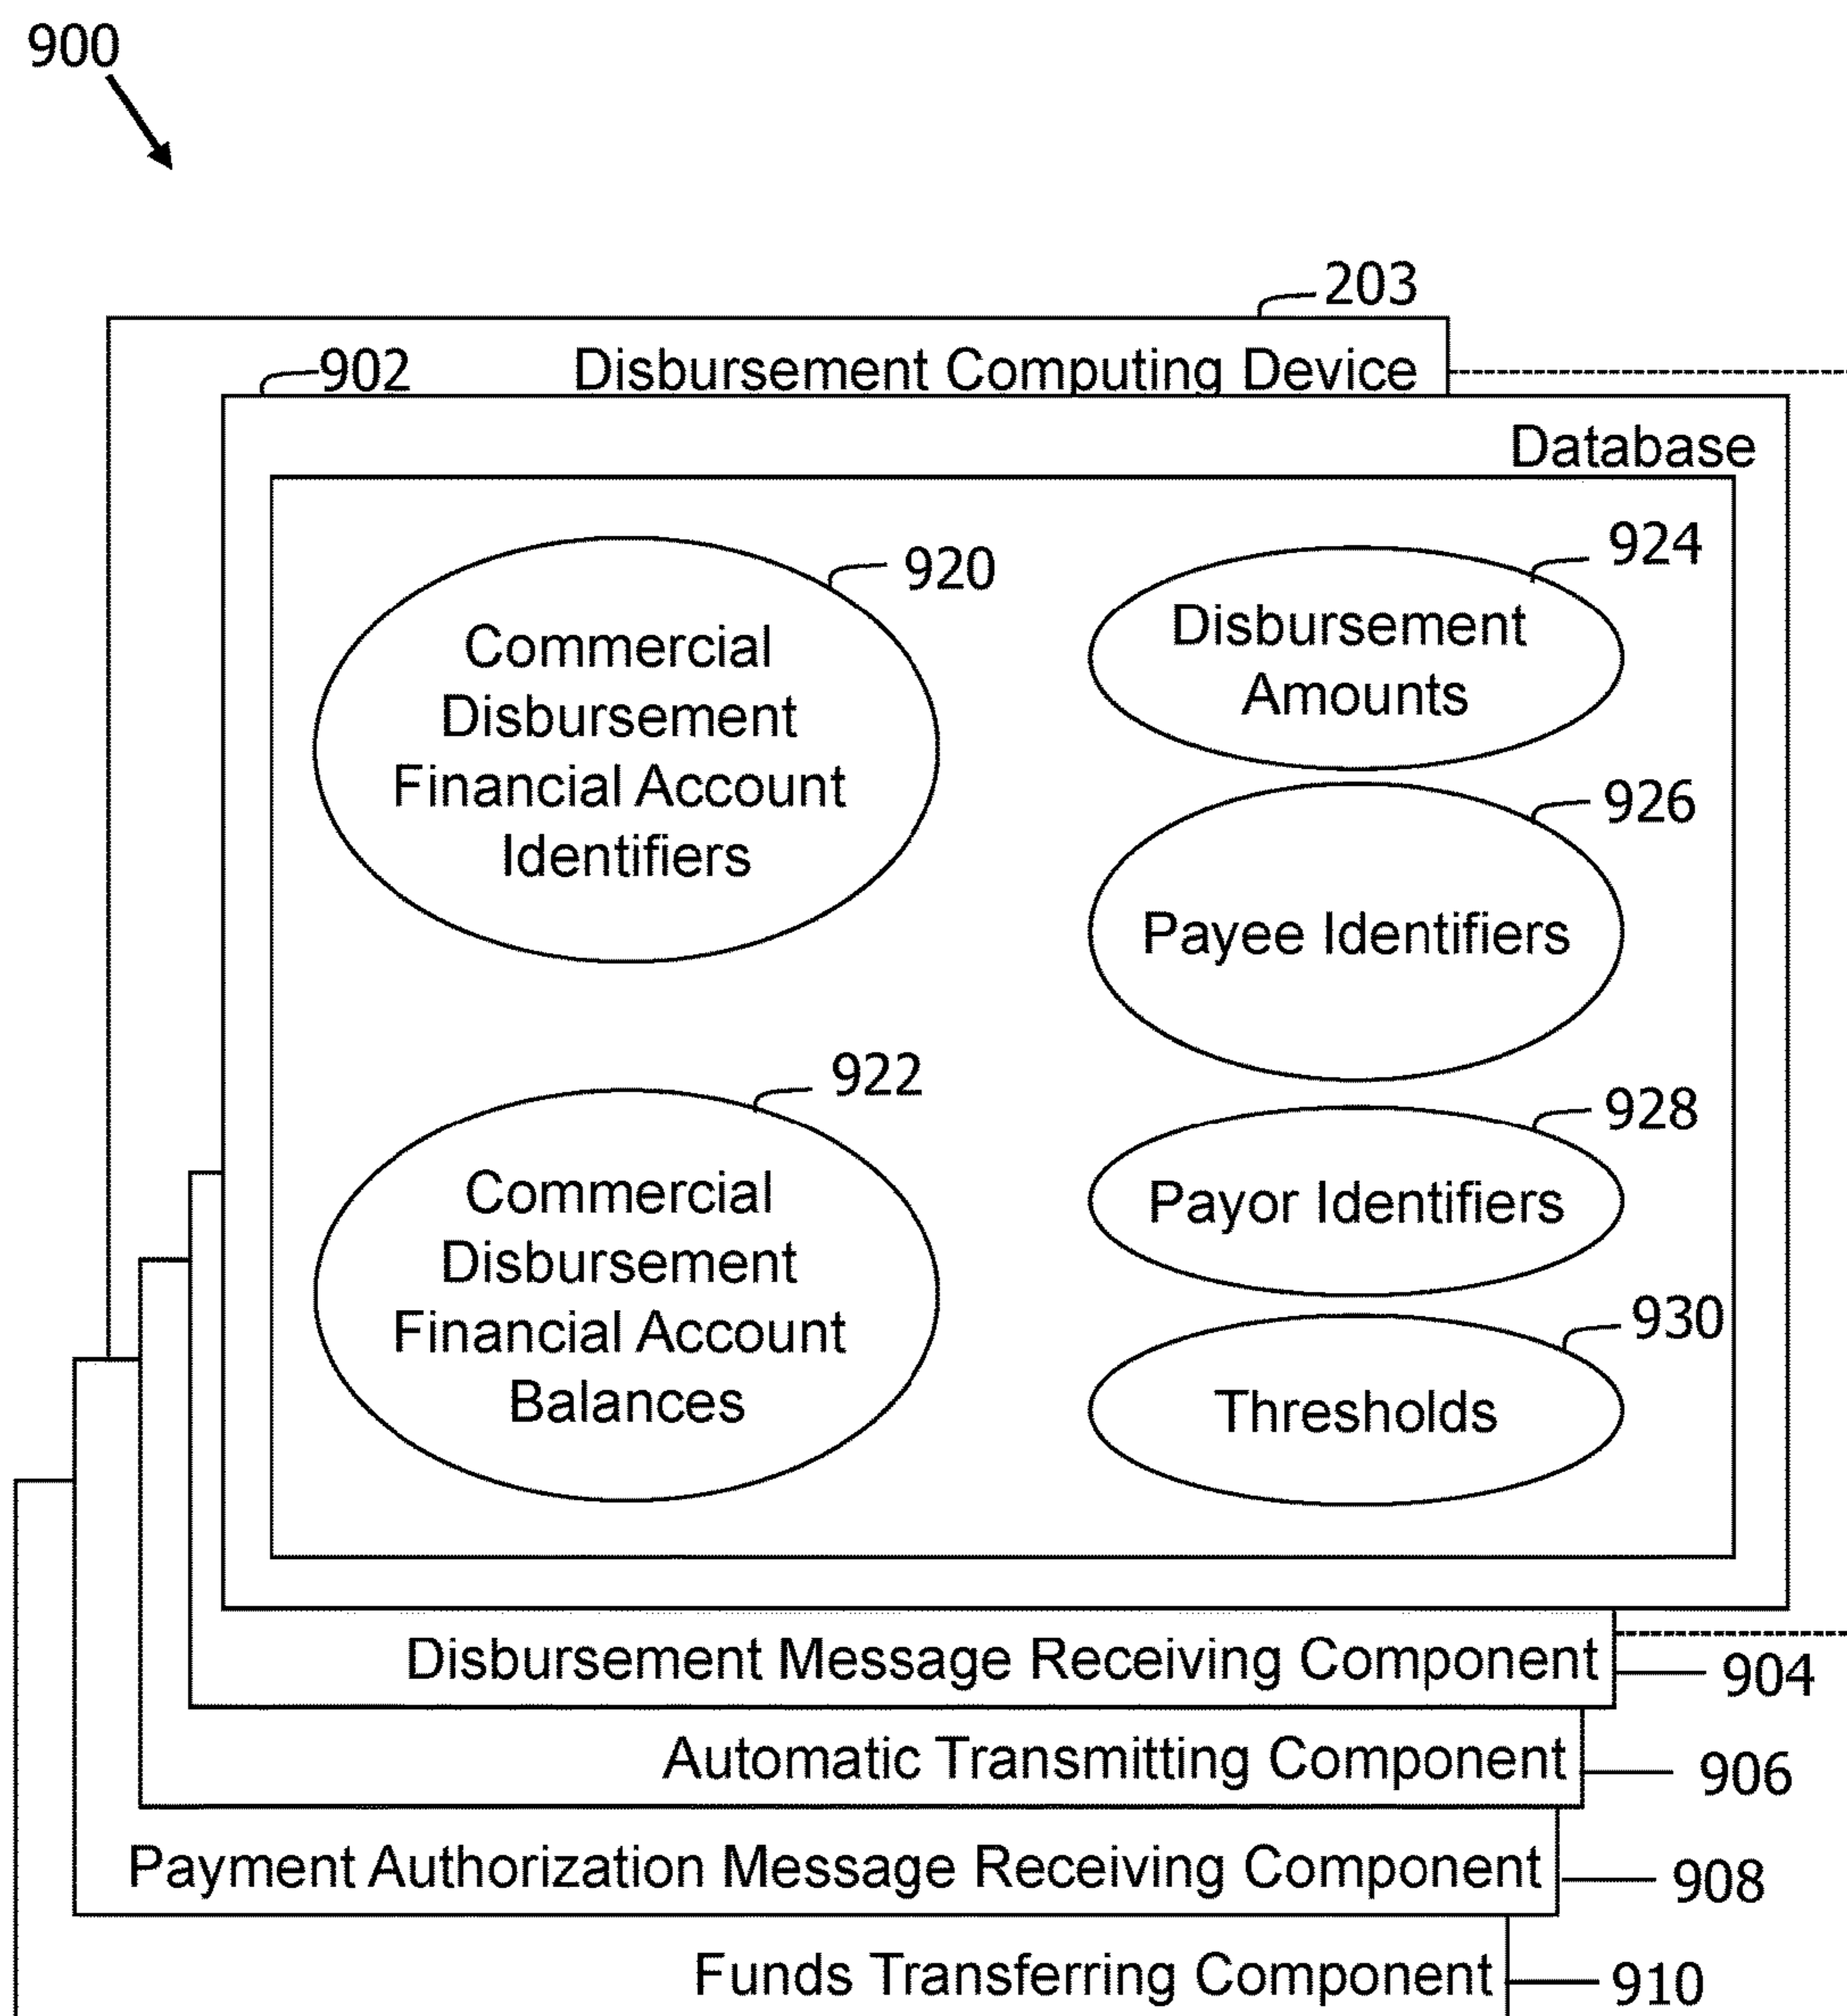 900
203
902
Disbursement Computing Device
Database
920
Commercial
Disbursement
Financial Account
Identifiers
924
Disbursement
Amounts
926
Payee Identifiers
922
Commercial
Disbursement
Financial Account
Balances
928
Payor Identifiers
930
Thresholds
Disbursement Message Receiving Component
904
Automatic Transmitting Component
906
Payment Authorization Message Receiving Component
908
Funds Transferring Component
910